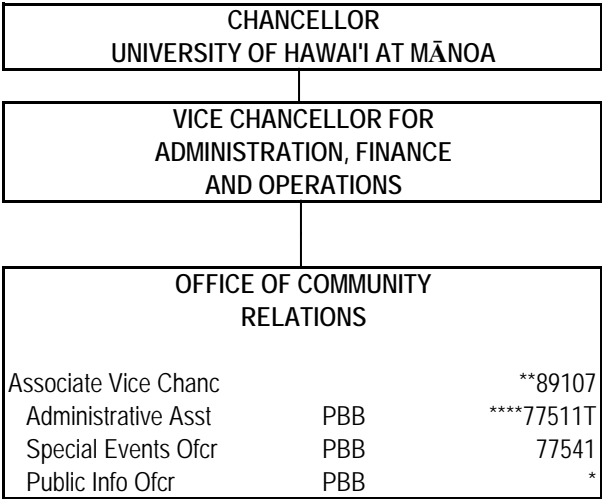 CHANCELLOR
UNIVERSITY OF HAWAI'I AT MĀNOA
VICE CHANCELLOR FOR
ADMINISTRATION, FINANCE
AND OPERATIONS
OFFICE OF COMMUNITY
RELATIONS
Associate Vice Chanc **89107
Administrative Asst PBB ****77511T
Special Events Ofcr PBB 77541
Public Info Ofcr PBB *